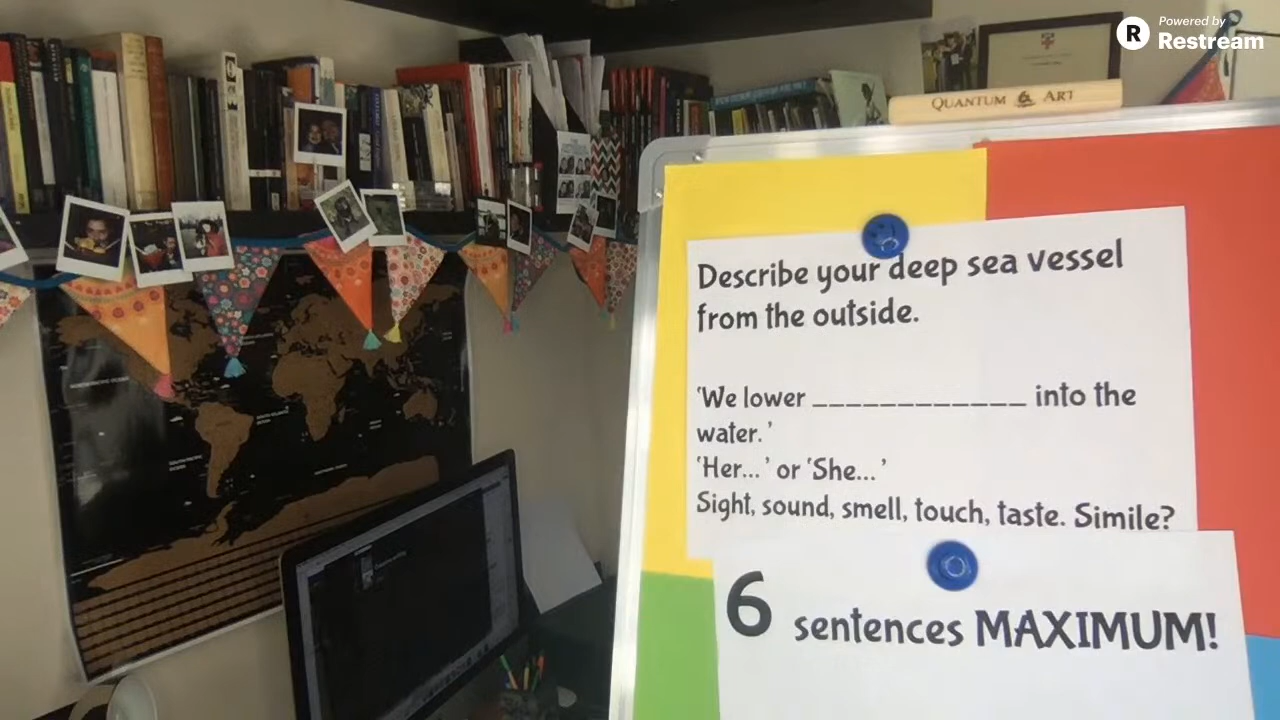 Powered by
R Restream
QUANTUM ART
Describe your deep sea vessel
from the outside.
'We lower _____________ into the
water.'
'Her...' or 'She...'
Sight, sound, smell, touch, taste. Simile?
6 sentences MAXIMUM!